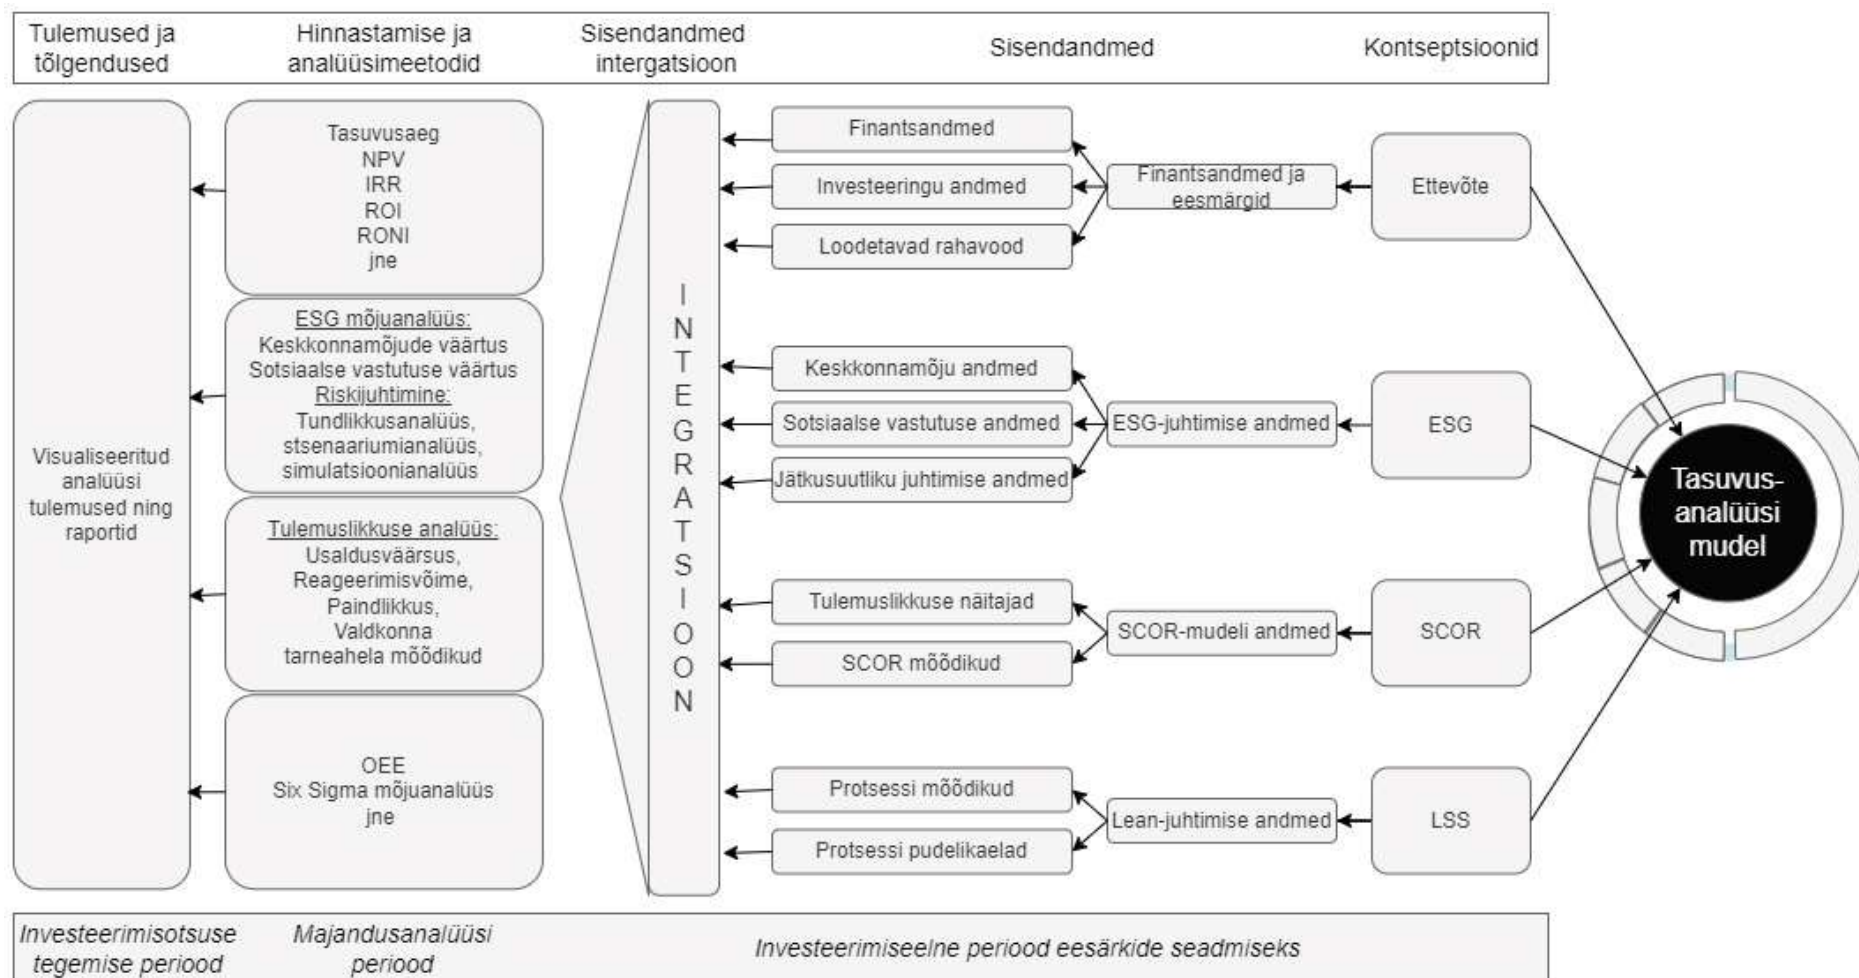 Tulemused ja
tõlgendused
Hinnastamise ja
analüüsimeetodid
Sisendandmed
intergatsioon
Sisendandmed
Kontseptsioonid
Visualiseeritud
analüüsi
tulemused ning
raportid
Tasuvusaeg
NPV
IRR
ROI
RONI
jne
ESG mõjuanalüüs:
Keskkonnamõjude väärtus
Sotsiaalse vastutuse väärtus
Riskijuhtimine:
Tundlikkusanalüüs,
stsenaariumianalüüs,
simulatsioonianalüüs
Tulemuslikkuse analüüs:
Usaldusväärsus,
Reageerimisvõime,
Paindlikkus,
Valdkonna
tarneahela mõõdikud
OEE
Six Sigma mõjuanalüüs
jne
INTEGRATSIOON
Finantsandmed
Investeeringu andmed
Loodetavad rahavood
Keskkonnamõju andmed
Sotsiaalse vastutuse andmed
Jätkusuutliku juhtimise andmed
Tulemuslikkuse näitajad
SCOR mõõdikud
Protsessi mõõdikud
Protsessi pudelikaelad
Finantsandmed ja
eesmärgid
ESG-juhtimise andmed
SCOR-mudeli andmed
Lean-juhtimise andmed
Ettevõte
ESG
SCOR
LSS
Tasuvus-
analüüsi
mudel
Investeerimisotsuse
tegemise periood
Majandusanalüüsi
periood
Investeerimiseelne periood eesärkide seadmiseks